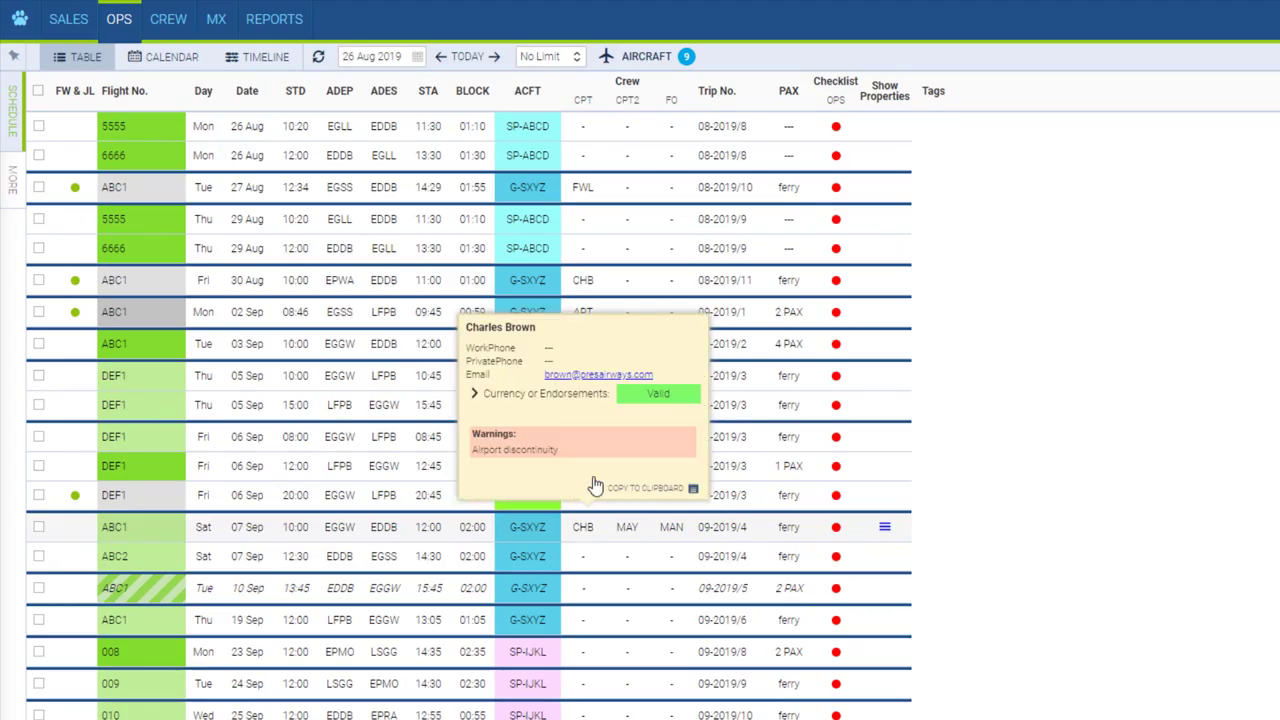 SALES OPS CREW MX REPORTS
TABLE CALENDAR TIMELINE 26 Aug 2019 TODAY No Limit AIRCRAFT 9
SCHEDULE
MORE
FW & JL Flight No. Day Date STD ADEP ADES STA BLOCK ACFT Crew CPT CPT2 FO Trip No. PAX Checklist OPS Show Properties Tags
5555 Mon 26 Aug 10:20 EGLL EDDB 11:30 01:10 SP-ABCD - - - 08-2019/8 ---
6666 Mon 26 Aug 12:00 EDDB EGLL 13:30 01:30 SP-ABCD - - - 08-2019/8 ---
ABC1 Tue 27 Aug 12:34 EGSS EDDB 14:29 01:55 G-SXYZ FWL - - 08-2019/10 ferry
5555 Thu 29 Aug 10:20 EGLL EDDB 11:30 01:10 SP-ABCD - - - 08-2019/9 ---
6666 Thu 29 Aug 12:00 EDDB EGLL 13:30 01:30 SP-ABCD - - - 08-2019/9 ---
ABC1 Fri 30 Aug 10:00 EPWA EDDB 11:00 01:00 G-SXYZ CHB - - 08-2019/11 ferry
ABC1 Mon 02 Sep 08:46 EGSS LFPB 09:45 00:59 G-SXYZ APT - - 09-2019/1 2 PAX
ABC1 Tue 03 Sep 10:00 EGGW EDDB 12:00 -2019/2 4 PAX
DEF1 Thu 05 Sep 10:00 EGGW LFPB 10:45 -2019/3 ferry
DEF1 Thu 05 Sep 15:00 LFPB EGGW 15:45 -2019/3 ferry
DEF1 Fri 06 Sep 08:00 EGGW LFPB 08:45 -2019/3 ferry
DEF1 Fri 06 Sep 12:00 LFPB EGGW 12:45 -2019/3 1 PAX
DEF1 Fri 06 Sep 20:00 EGGW LFPB 20:45 -2019/3 ferry
Charles Brown
WorkPhone ---
PrivatePhone ---
Email brown@presairways.com
Currency or Endorsements: Valid
Warnings:
Airport discontinuity
COPY TO CLIPBOARD
ABC1 Sat 07 Sep 10:00 EGGW EDDB 12:00 02:00 G-SXYZ CHB MAY MAN 09-2019/4 ferry
ABC2 Sat 07 Sep 12:30 EDDB EGSS 14:30 02:00 G-SXYZ - - - 09-2019/4 ferry
ABC1 Tue 10 Sep 13:45 EDDB EGGW 15:45 02:00 G-SXYZ - - - 09-2019/5 2 PAX
ABC1 Thu 19 Sep 12:00 LFPB EGGW 13:05 01:05 G-SXYZ - - - 09-2019/6 ferry
008 Mon 23 Sep 12:00 EPMO LSGG 14:35 02:35 SP-IJKL - - - 09-2019/8 2 PAX
009 Tue 24 Sep 12:00 LSGG EPMO 14:30 02:30 SP-IJKL - - - 09-2019/9 ferry
010 Wed 25 Sep 12:00 EDDB EPRA 12:55 00:55 SP-IJKL - - - 09-2019/10 ferry